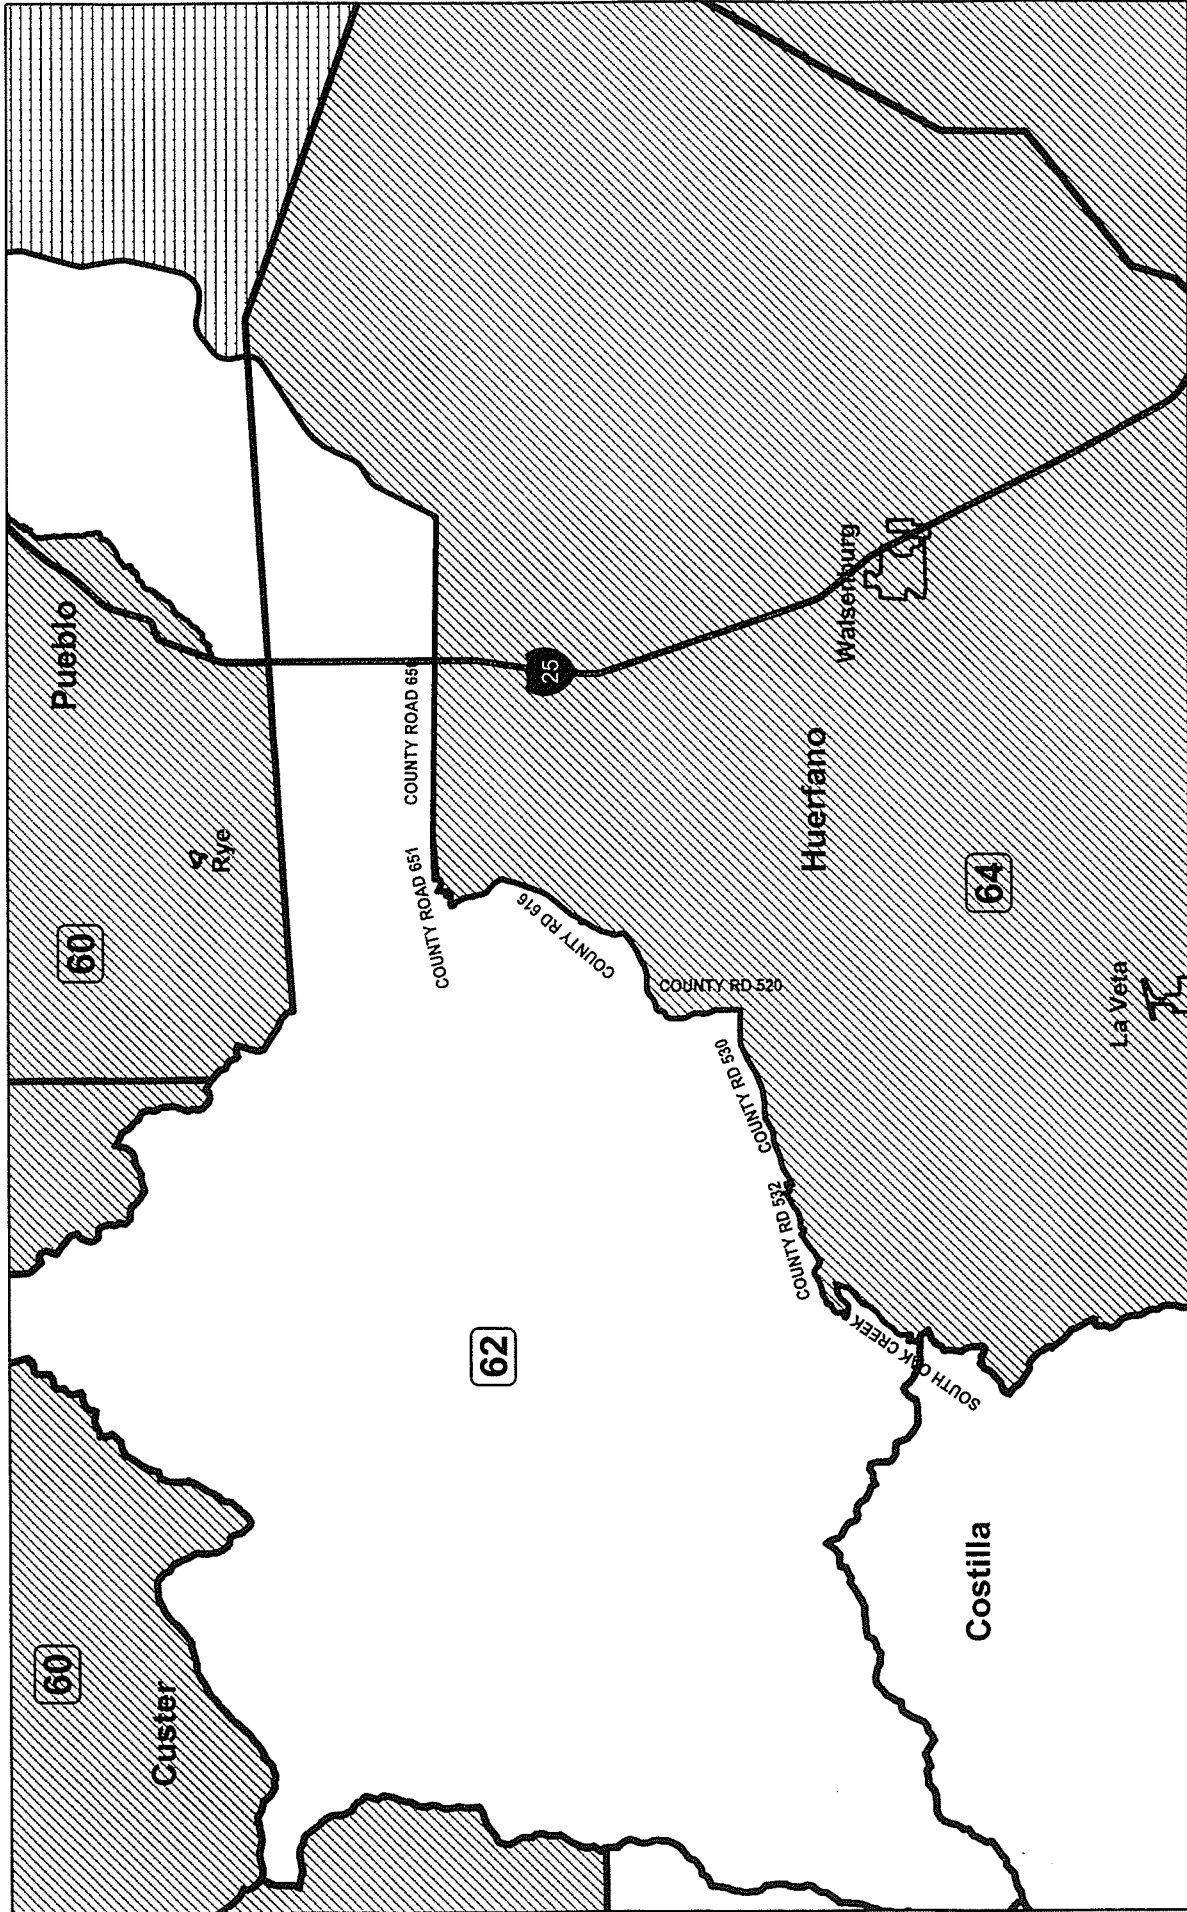 60
Custer
60
Rye
Pueblo
62
COUNTY ROAD 651
COUNTY ROAD 65
COUNTY RD 616
25
COUNTY RD 520
COUNTY RD 530
COUNTY RD 532
SOUTH OAK CREEK
Huerfano
Walsenburg
64
Costilla
La Veta